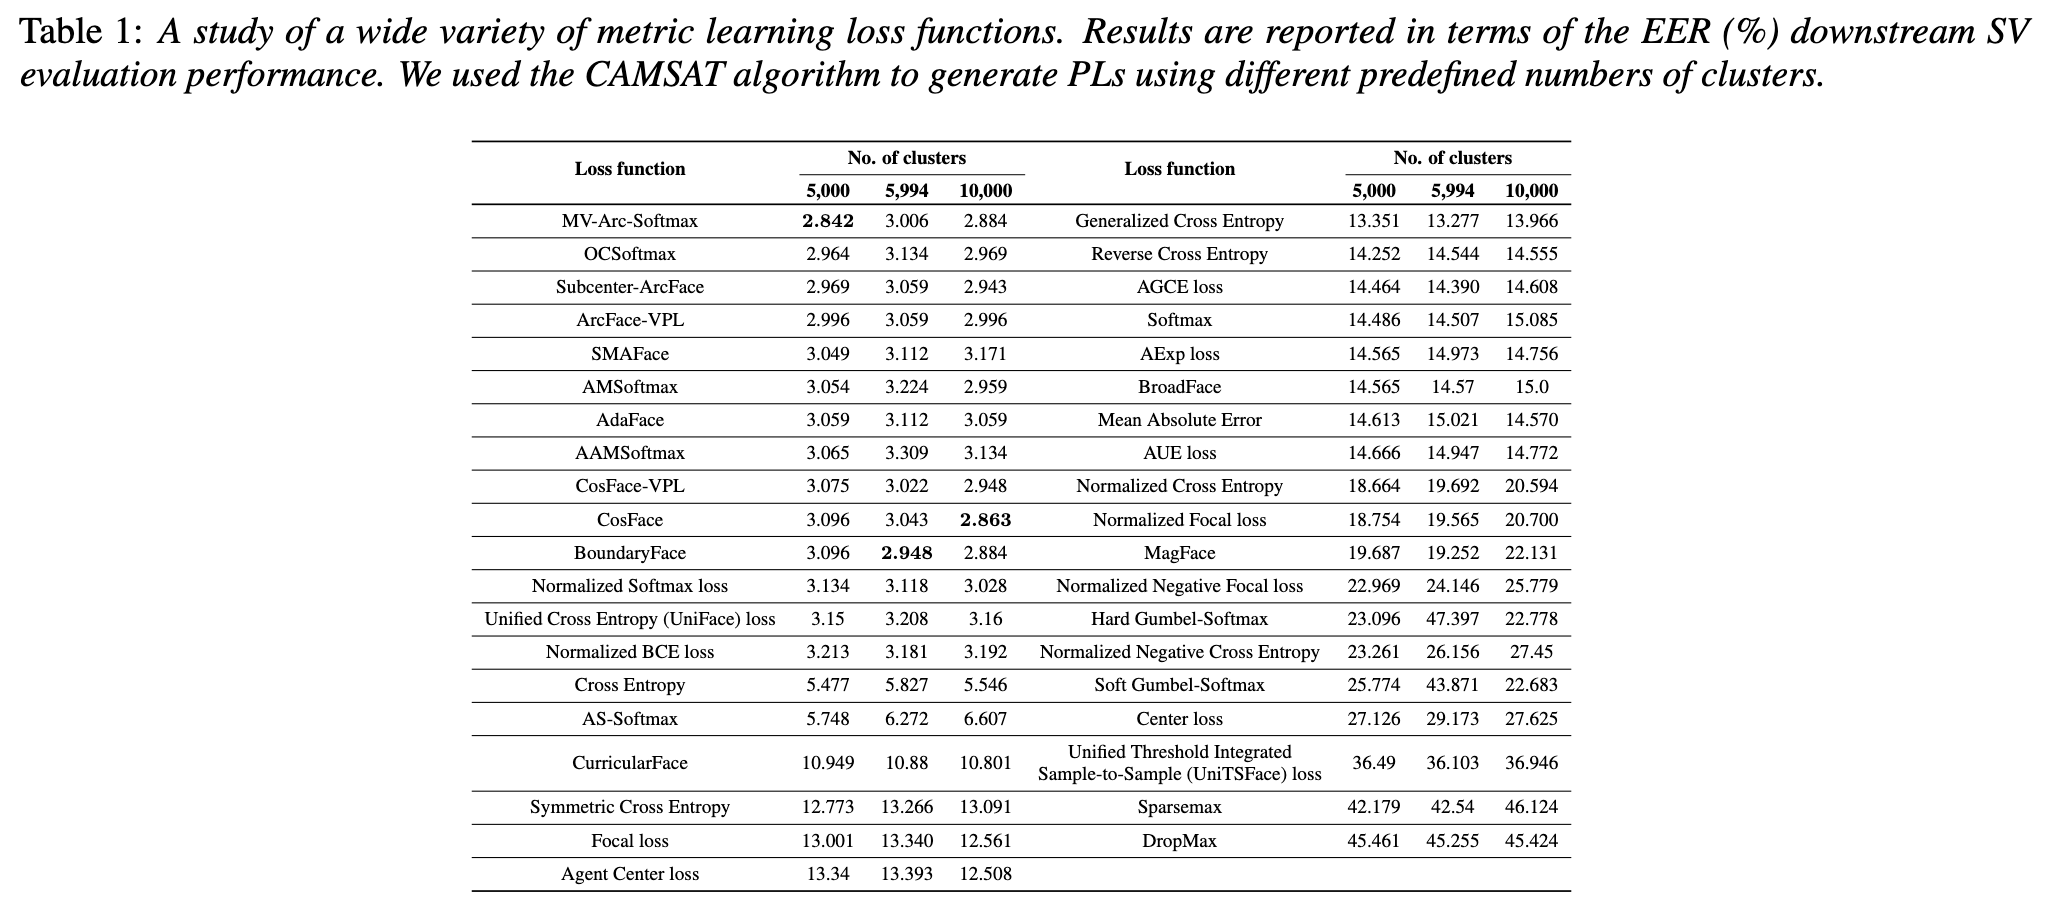 Table 1: A study of a wide variety of metric learning loss functions. Results are reported in terms of the EER (%) downstream SV
evaluation performance. We used the CAMSAT algorithm to generate PLs using different predefined numbers of clusters.
Loss function No. of clusters Loss function No. of clusters
5,000 5,994 10,000 5,000 5,994 10,000
MV-Arc-Softmax 2.842 3.006 2.884 Generalized Cross Entropy 13.351 13.277 13.966
OCSoftmax 2.964 3.134 2.969 Reverse Cross Entropy 14.252 14.544 14.555
Subcenter-ArcFace 2.969 3.059 2.943 AGCE loss 14.464 14.390 14.608
ArcFace-VPL 2.996 3.059 2.996 Softmax 14.486 14.507 15.085
SMAFace 3.049 3.112 3.171 AExp loss 14.565 14.973 14.756
AMSoftmax 3.054 3.224 2.959 BroadFace 14.565 14.57 15.0
AdaFace 3.059 3.112 3.059 Mean Absolute Error 14.613 15.021 14.570
AAMSoftmax 3.065 3.309 3.134 AUE loss 14.666 14.947 14.772
CosFace-VPL 3.075 3.022 2.948 Normalized Cross Entropy 18.664 19.692 20.594
CosFace 3.096 3.043 2.863 Normalized Focal loss 18.754 19.565 20.700
BoundaryFace 3.096 2.948 2.884 MagFace 19.687 19.252 22.131
Normalized Softmax loss 3.134 3.118 3.028 Normalized Negative Focal loss 22.969 24.146 25.779
Unified Cross Entropy (UniFace) loss 3.15 3.208 3.16 Hard Gumbel-Softmax 23.096 47.397 22.778
Normalized BCE loss 3.213 3.181 3.192 Normalized Negative Cross Entropy 23.261 26.156 27.45
Cross Entropy 5.477 5.827 5.546 Soft Gumbel-Softmax 25.774 43.871 22.683
AS-Softmax 5.748 6.272 6.607 Center loss 27.126 29.173 27.625
CurricularFace 10.949 10.88 10.801 Unified Threshold Integrated
Sample-to-Sample (UniTSFace) loss 36.49 36.103 36.946
Symmetric Cross Entropy 12.773 13.266 13.091 Sparsemax 42.179 42.54 46.124
Focal loss 13.001 13.340 12.561 DropMax 45.461 45.255 45.424
Agent Center loss 13.34 13.393 12.508